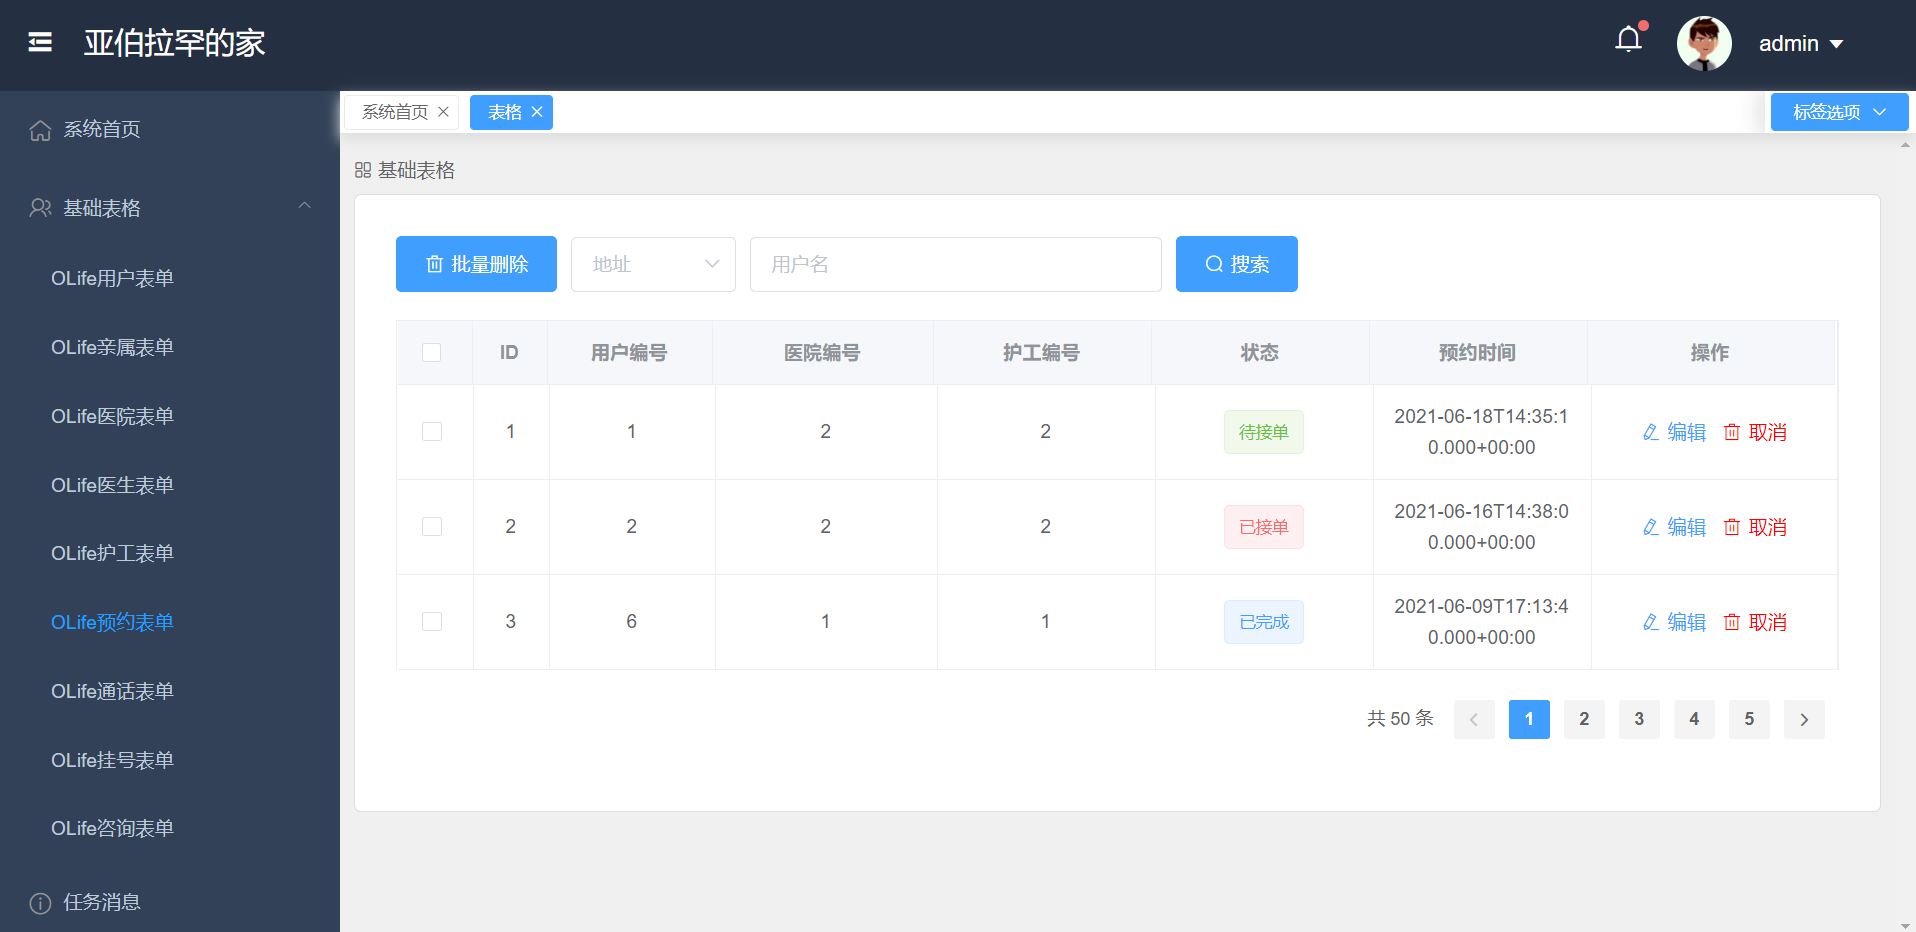 亚伯拉罕的家
admin
系统首页
基础表格
OLife用户表单
OLife亲属表单
OLife医院表单
OLife医生表单
OLife护工表单
OLife预约表单
OLife通话表单
OLife挂号表单
OLife咨询表单
任务消息
系统首页
表格
标签选项
基础表格
批量删除
地址
用户名
搜索
ID 用户编号 医院编号 护工编号 状态 预约时间 操作
1 1 2 2 待接单 2021-06-18T14:35:1 编辑 取消
0.000+00:00
2 2 2 2 已接单 2021-06-16T14:38:0 编辑 取消
0.000+00:00
3 6 1 1 已完成 2021-06-09T17:13:4 编辑 取消
0.000+00:00
共 50 条 1 2 3 4 5